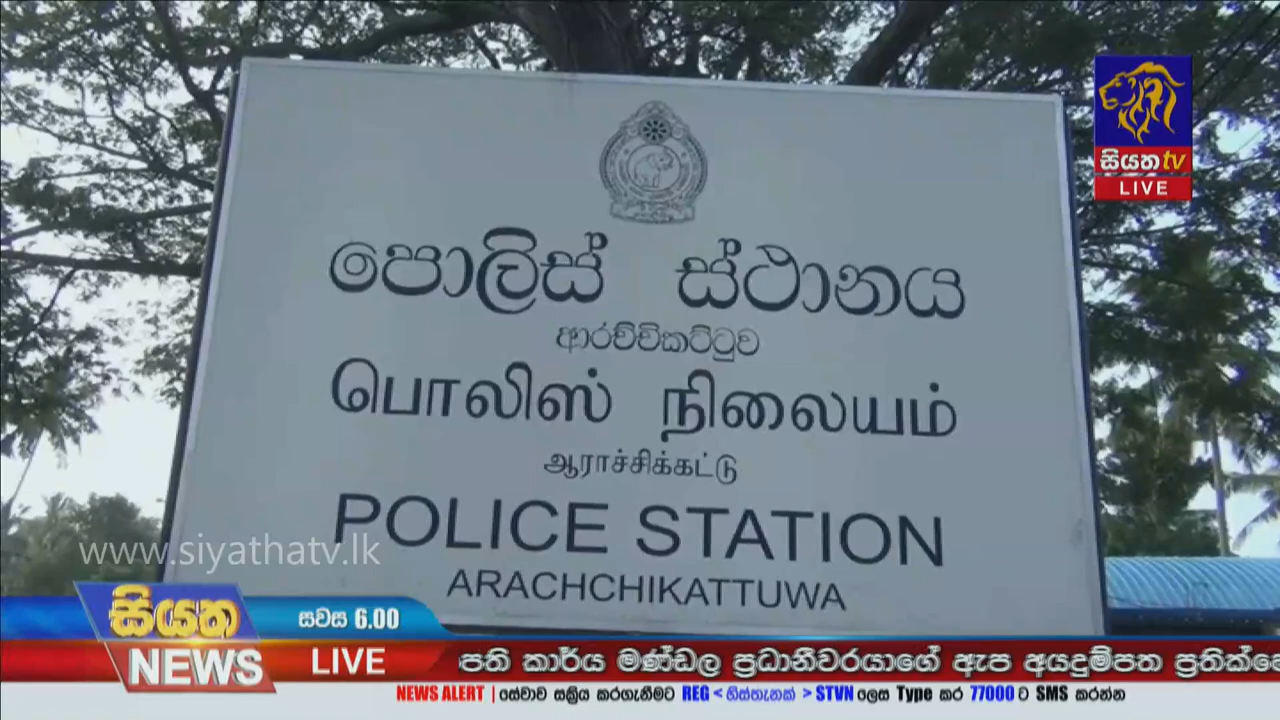 සියත tv
LIVE
පොලිස් ස්ථානය
ආරච්චිකට්ටුව
பொலிஸ் நிலையம்
ஆராச்சிக்கட்டு
POLICE STATION
ARACHCHIKATTUWA
www.siyathatv.lk
සියත
සවස 6.00
NEWS
LIVE
පති කාර්ය මණ්ඩල ප්‍රධානීවරයාගේ ඇප අයදුම්පත
NEWS ALERT | සේවාව සක්‍රිය කරගැනීමට REG < හිස්තැනක් > STVN ලෙස Type කර 77000 ට SMS කරන්න